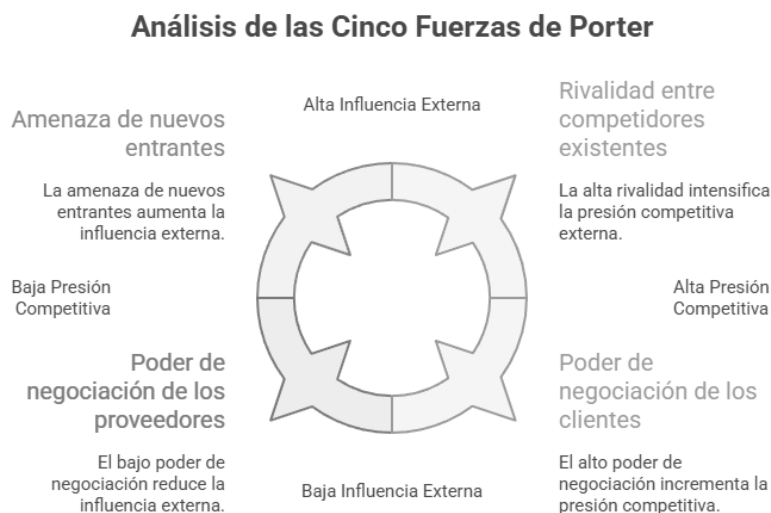 Análisis de las Cinco Fuerzas de Porter
Alta Influencia Externa
Amenaza de nuevos
entrantes
La amenaza de nuevos
entrantes aumenta la
influencia externa.
Rivalidad entre
competidores
existentes
La alta rivalidad intensifica
la presión competitiva
externa.
Baja Presión
Competitiva
Alta Presión
Competitiva
Poder de
negociación de los
proveedores
El bajo poder de
negociación reduce la
influencia externa.
Poder de
negociación de los
clientes
El alto poder de
negociación incrementa la
presión competitiva.
Baja Influencia Externa